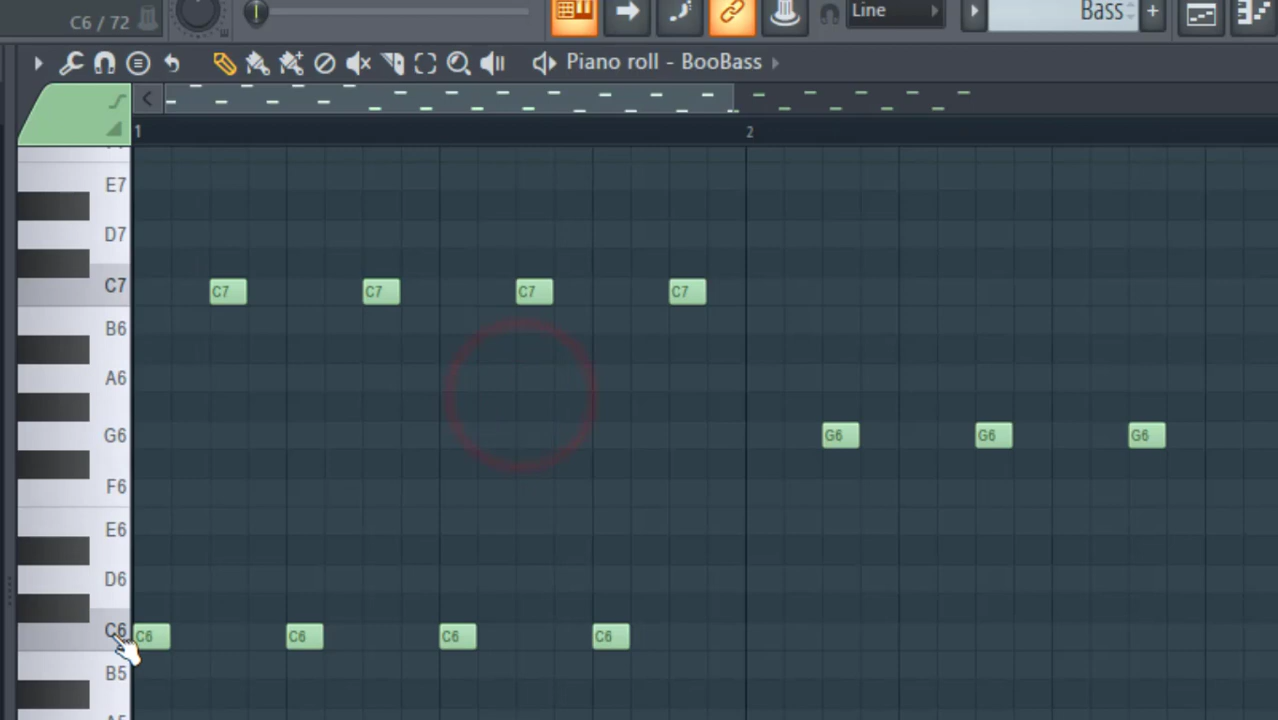 C6 / 72
Line
Bass
+
Piano roll - BooBass
1 2
E7
D7
C7 C7 C7 C7 C7
B6
A6
G6 G6 G6 G6
F6
E6
D6
C6 C6 C6 C6 C6
B5